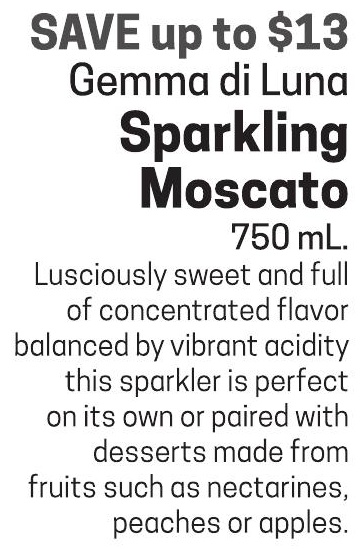 SAVE up to $13
Gemma di Luna
Sparkling
Moscato
750 mL.
Lusciously sweet and full
of concentrated flavor
balanced by vibrant acidity
this sparkler is perfect
on its own or paired with
desserts made from
fruits such as nectarines,
peaches or apples.